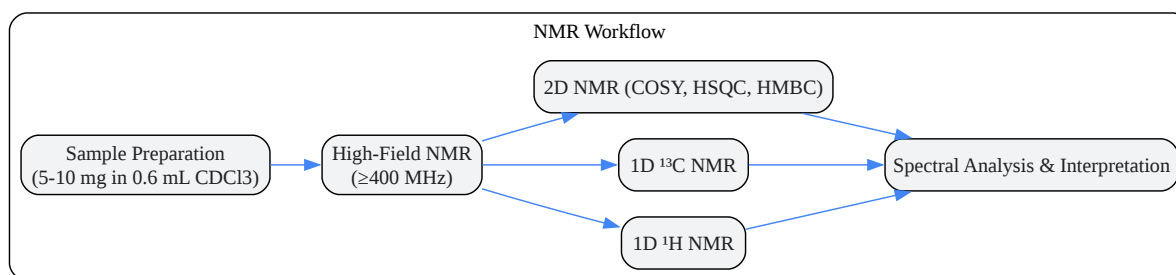 NMR Workflow
2D NMR (COSY, HSQC, HMBC)
Sample Preparation
(5-10 mg in 0.6 mL CDCl3)
High-Field NMR
(≥400 MHz)
1D ¹³C NMR
Spectral Analysis & Interpretation
1D ¹H NMR